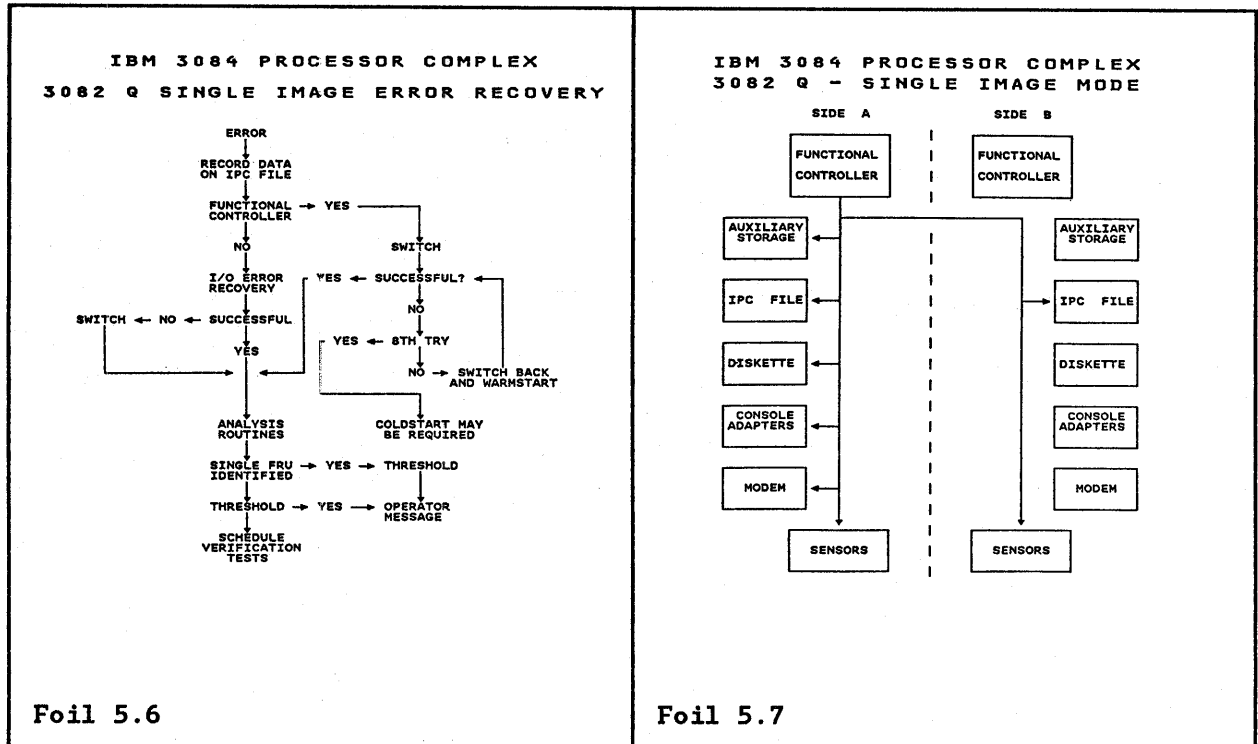 IBM 3084 PROCESSOR COMPLEX
3082 Q SINGLE IMAGE ERROR RECOVERY
ERROR
RECORD DATA
ON IPC FILE
FUNCTIONAL
CONTROLLER
YES
NO
SWITCH
I/O ERROR
RECOVERY
YES
SUCCESSFUL?
NO
SWITCH
NO
SUCCESSFUL
YES
YES
8TH TRY
NO
SWITCH BACK
AND WARMSTART
ANALYSIS
ROUTINES
COLDSTART MAY
BE REQUIRED
SINGLE FRU
IDENTIFIED
YES
THRESHOLD
THRESHOLD
YES
OPERATOR
MESSAGE
SCHEDULE
VERIFICATION
TESTS
Foil 5.6
IBM 3084 PROCESSOR COMPLEX
3082 Q - SINGLE IMAGE MODE
SIDE A
SIDE B
FUNCTIONAL
CONTROLLER
FUNCTIONAL
CONTROLLER
AUXILIARY
STORAGE
AUXILIARY
STORAGE
IPC FILE
IPC FILE
DISKETTE
DISKETTE
CONSOLE
ADAPTERS
CONSOLE
ADAPTERS
MODEM
MODEM
SENSORS
SENSORS
Foil 5.7